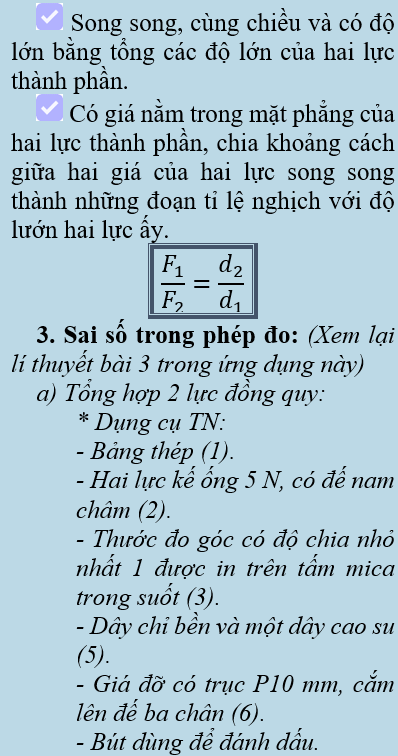 Song song, cùng chiều và có độ
lớn bằng tổng các độ lớn của hai lực
thành phần.
Có giá nằm trong mặt phẳng của
hai lực thành phần, chia khoảng cách
giữa hai giá của hai lực song song
thành những đoạn tỉ lệ nghịch với độ
lướn hai lực ấy.
F₁/F₂ = d₂/d₁
3. Sai số trong phép đo: (Xem lại
lí thuyết bài 3 trong ứng dụng này)
a) Tổng hợp 2 lực đồng quy:
* Dụng cụ TN:
- Bảng thép (1).
- Hai lực kế ống 5 N, có đế nam
châm (2).
- Thước đo góc có độ chia nhỏ
nhất 1 được in trên tấm mica
trong suốt (3).
- Dây chỉ bền và một dây cao su
(5).
- Giá đỡ có trục P10 mm, cắm
lên đế ba chân (6).
- Bút dùng để đánh dấu.